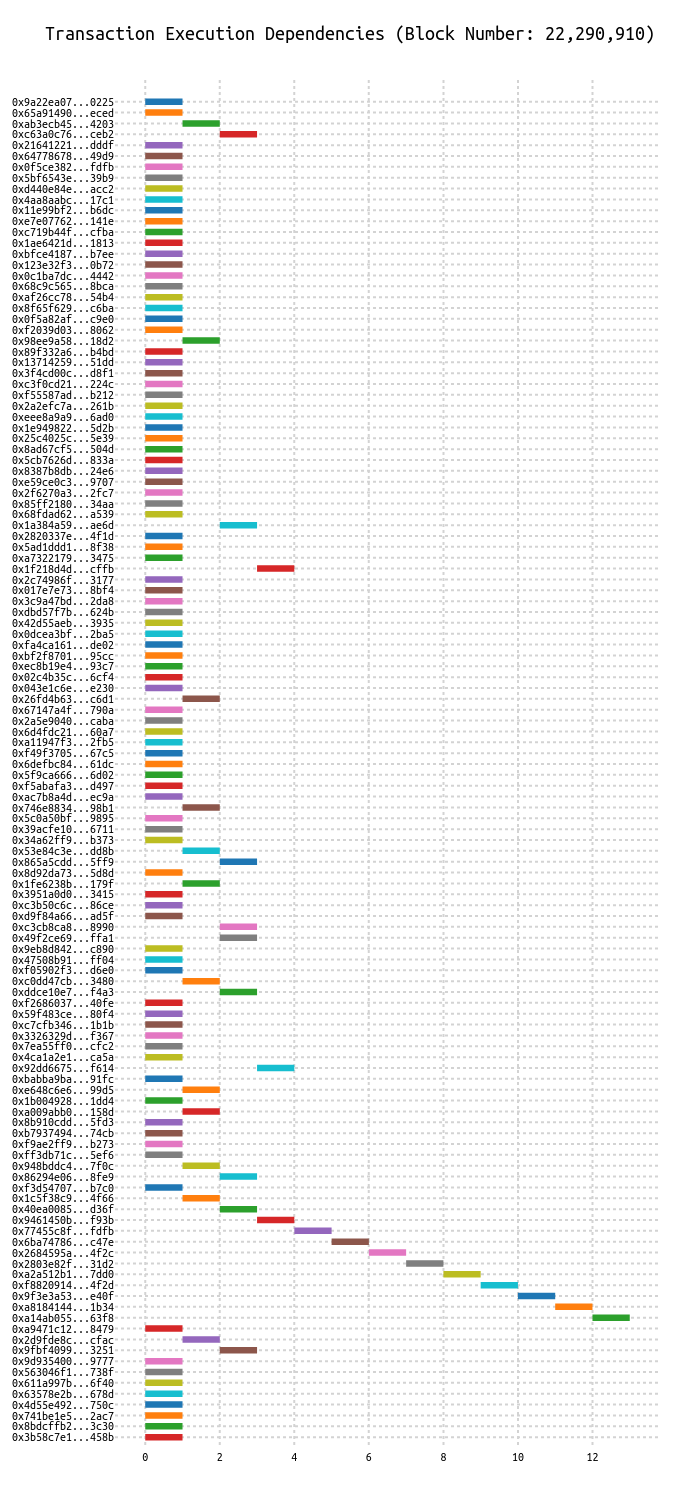 Transaction Execution Dependencies (Block Number: 22,290,910)
0x9a22ea07...0225
0x65a91490...eced
0xab3ecb45...4203
0xc63a0c76...ceb2
0x21641221...dddf
0x64778678...49d9
0x0f5ce382...fdfb
0x5bf6543e...39b9
0xd440e84e...acc2
0x4aa8aabc...17c1
0x11e99bf2...b6dc
0xe7e07762...141e
0xc719b44f...cfba
0x1ae6421d...1813
0xbfce4187...b7ee
0x123e32f3...0b72
0x0c1ba7dc...4442
0x68c9c565...8bca
0xaf26cc78...54b4
0x8f65f629...c6ba
0x0f5a82af...c9e0
0xf2039d03...8062
0x98ee9a58...18d2
0x89f332a6...b4bd
0x13714259...51dd
0x3f4cd00c...d8f1
0xc3f0cd21...224c
0xf55587ad...b212
0x2a2efc7a...261b
0xeee8a9a9...6ad0
0x1e949822...5d2b
0x25c4025c...5e39
0x8ad67cf5...504d
0x5cb7626d...833a
0x8387b8db...24e6
0xe59ce0c3...9707
0x2f6270a3...2fc7
0x85ff2180...34aa
0x68fdad62...a539
0x1a384a59...ae6d
0x2820337e...4f1d
0x5ad1ddd1...8f38
0xa7322179...3475
0x1f218d4d...cffb
0x2c74986f...3177
0x017e7e73...8bf4
0x3c9a47bd...2da8
0xdbd57f7b...624b
0x42d55aeb...3935
0x0dcea3bf...2ba5
0xfa4ca161...de02
0xbf2f8701...95cc
0xec8b19e4...93c7
0x02c4b35c...6cf4
0x043e1c6e...e230
0x26fd4b63...c6d1
0x67147a4f...790a
0x2a5e9040...caba
0x6d4fdc21...60a7
0xa11947f3...2fb5
0xf49f3705...67c5
0x6defbc84...61dc
0x5f9ca666...6d02
0xf5abafa3...d497
0xac7b8a4d...ec9a
0x746e8834...98b1
0x5c0a50bf...9895
0x39acfe10...6711
0x34a62ff9...b373
0x53e84c3e...dd8b
0x865a5cdd...5ff9
0x8d92da73...5d8d
0x1fe6238b...179f
0x3951a0d0...3415
0xc3b50c6c...86ce
0xd9f84a66...ad5f
0xc3cb8ca8...8990
0x49f2ce69...ffa1
0x9eb8d842...c890
0x47508b91...ff04
0xf05902f3...d6e0
0xc0dd47cb...3480
0xddce10e7...f4a3
0xf2686037...40fe
0x59f483ce...80f4
0xc7cfb346...1b1b
0x3326329d...f367
0x7ea55ff0...cfc2
0x4ca1a2e1...ca5a
0x92dd6675...f614
0xbabba9ba...91fc
0xe648c6e6...99d5
0x1b004928...1dd4
0xa009abb0...158d
0x8b910cdd...5fd3
0xb7937494...74cb
0xf9ae2ff9...b273
0xff3db71c...5ef6
0x948bddc4...7f0c
0x86294e06...8fe9
0xf3d54707...b7c0
0x1c5f38c9...4f66
0x40ea0085...d36f
0x9461450b...f93b
0x77455c8f...fdfb
0x6ba74786...c47e
0x2684595a...4f2c
0x2803e82f...31d2
0xa2a512b1...7dd0
0xf8820914...4f2d
0x9f3e3a53...e40f
0xa8184144...1b34
0xa14ab055...63f8
0xa9471c12...8479
0x2d9fde8c...cfac
0x9fbf4099...3251
0x9d935400...9777
0x563046f1...738f
0x611a997b...6f40
0x63578e2b...678d
0x4d55e492...750c
0x741be1e5...2ac7
0x8bdcffb2...3c30
0x3b58c7e1...458b
0 2 4 6 8 10 12